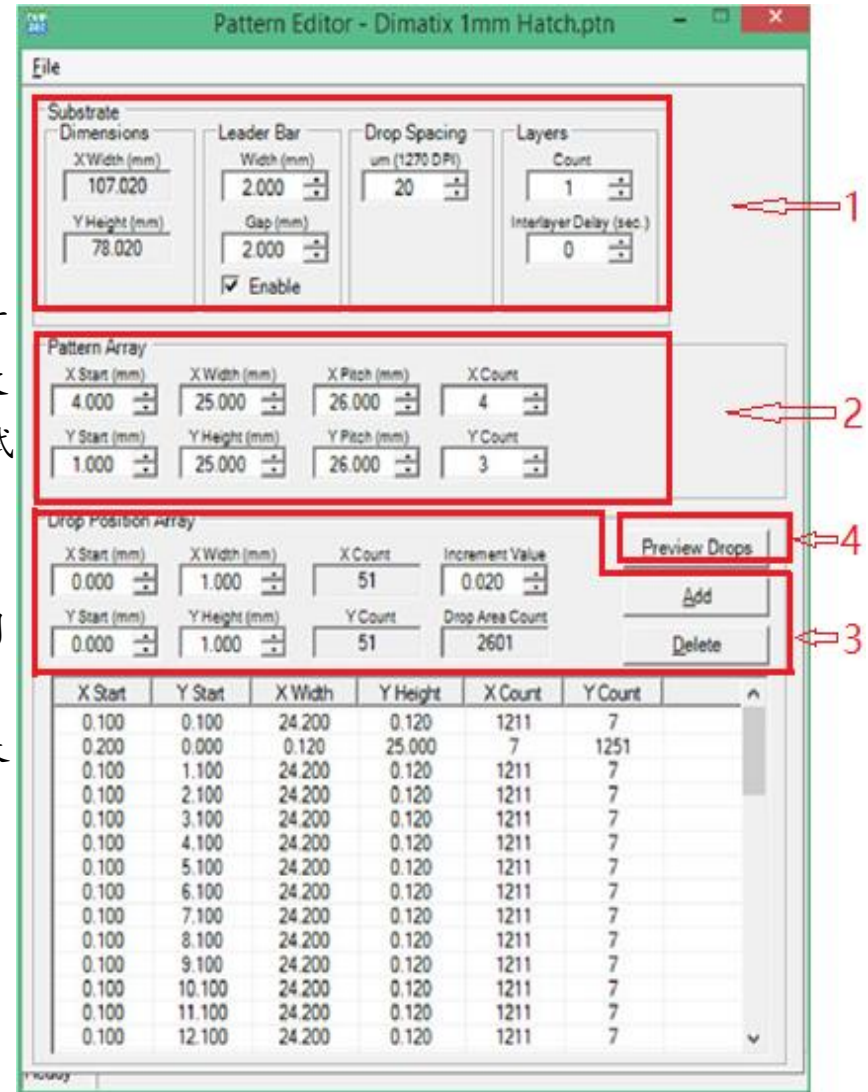 Pattern Editor - Dimatix 1mm Hatch.ptn
File
Substrate
Dimensions Leader Bar Drop Spacing Layers
X Width (mm) Width (mm) um (1270 DPI) Count
107.020 2.000 20 1
Y Height (mm) Gap (mm) Interlayer Delay (sec.)
78.020 2.000 0
Enable
1
Pattern Array
X Start (mm) X Width (mm) X Pitch (mm) X Count
4.000 25.000 26.000 4
Y Start (mm) Y Height (mm) Y Pitch (mm) Y Count
1.000 25.000 26.000 3
2
Drop Position Array
X Start (mm) X Width (mm) X Count Increment Value
0.000 1.000 51 0.020
Y Start (mm) Y Height (mm) Y Count Drop Area Count
0.000 1.000 51 2601
Preview Drops
4
Add
Delete
3
X Start Y Start X Width Y Height X Count Y Count
0.100 0.100 24.200 0.120 1211 7
0.200 0.000 0.120 25.000 7 1251
0.100 1.100 24.200 0.120 1211 7
0.100 2.100 24.200 0.120 1211 7
0.100 3.100 24.200 0.120 1211 7
0.100 4.100 24.200 0.120 1211 7
0.100 5.100 24.200 0.120 1211 7
0.100 6.100 24.200 0.120 1211 7
0.100 7.100 24.200 0.120 1211 7
0.100 8.100 24.200 0.120 1211 7
0.100 9.100 24.200 0.120 1211 7
0.100 10.100 24.200 0.120 1211 7
0.100 11.100 24.200 0.120 1211 7
0.100 12.100 24.200 0.120 1211 7